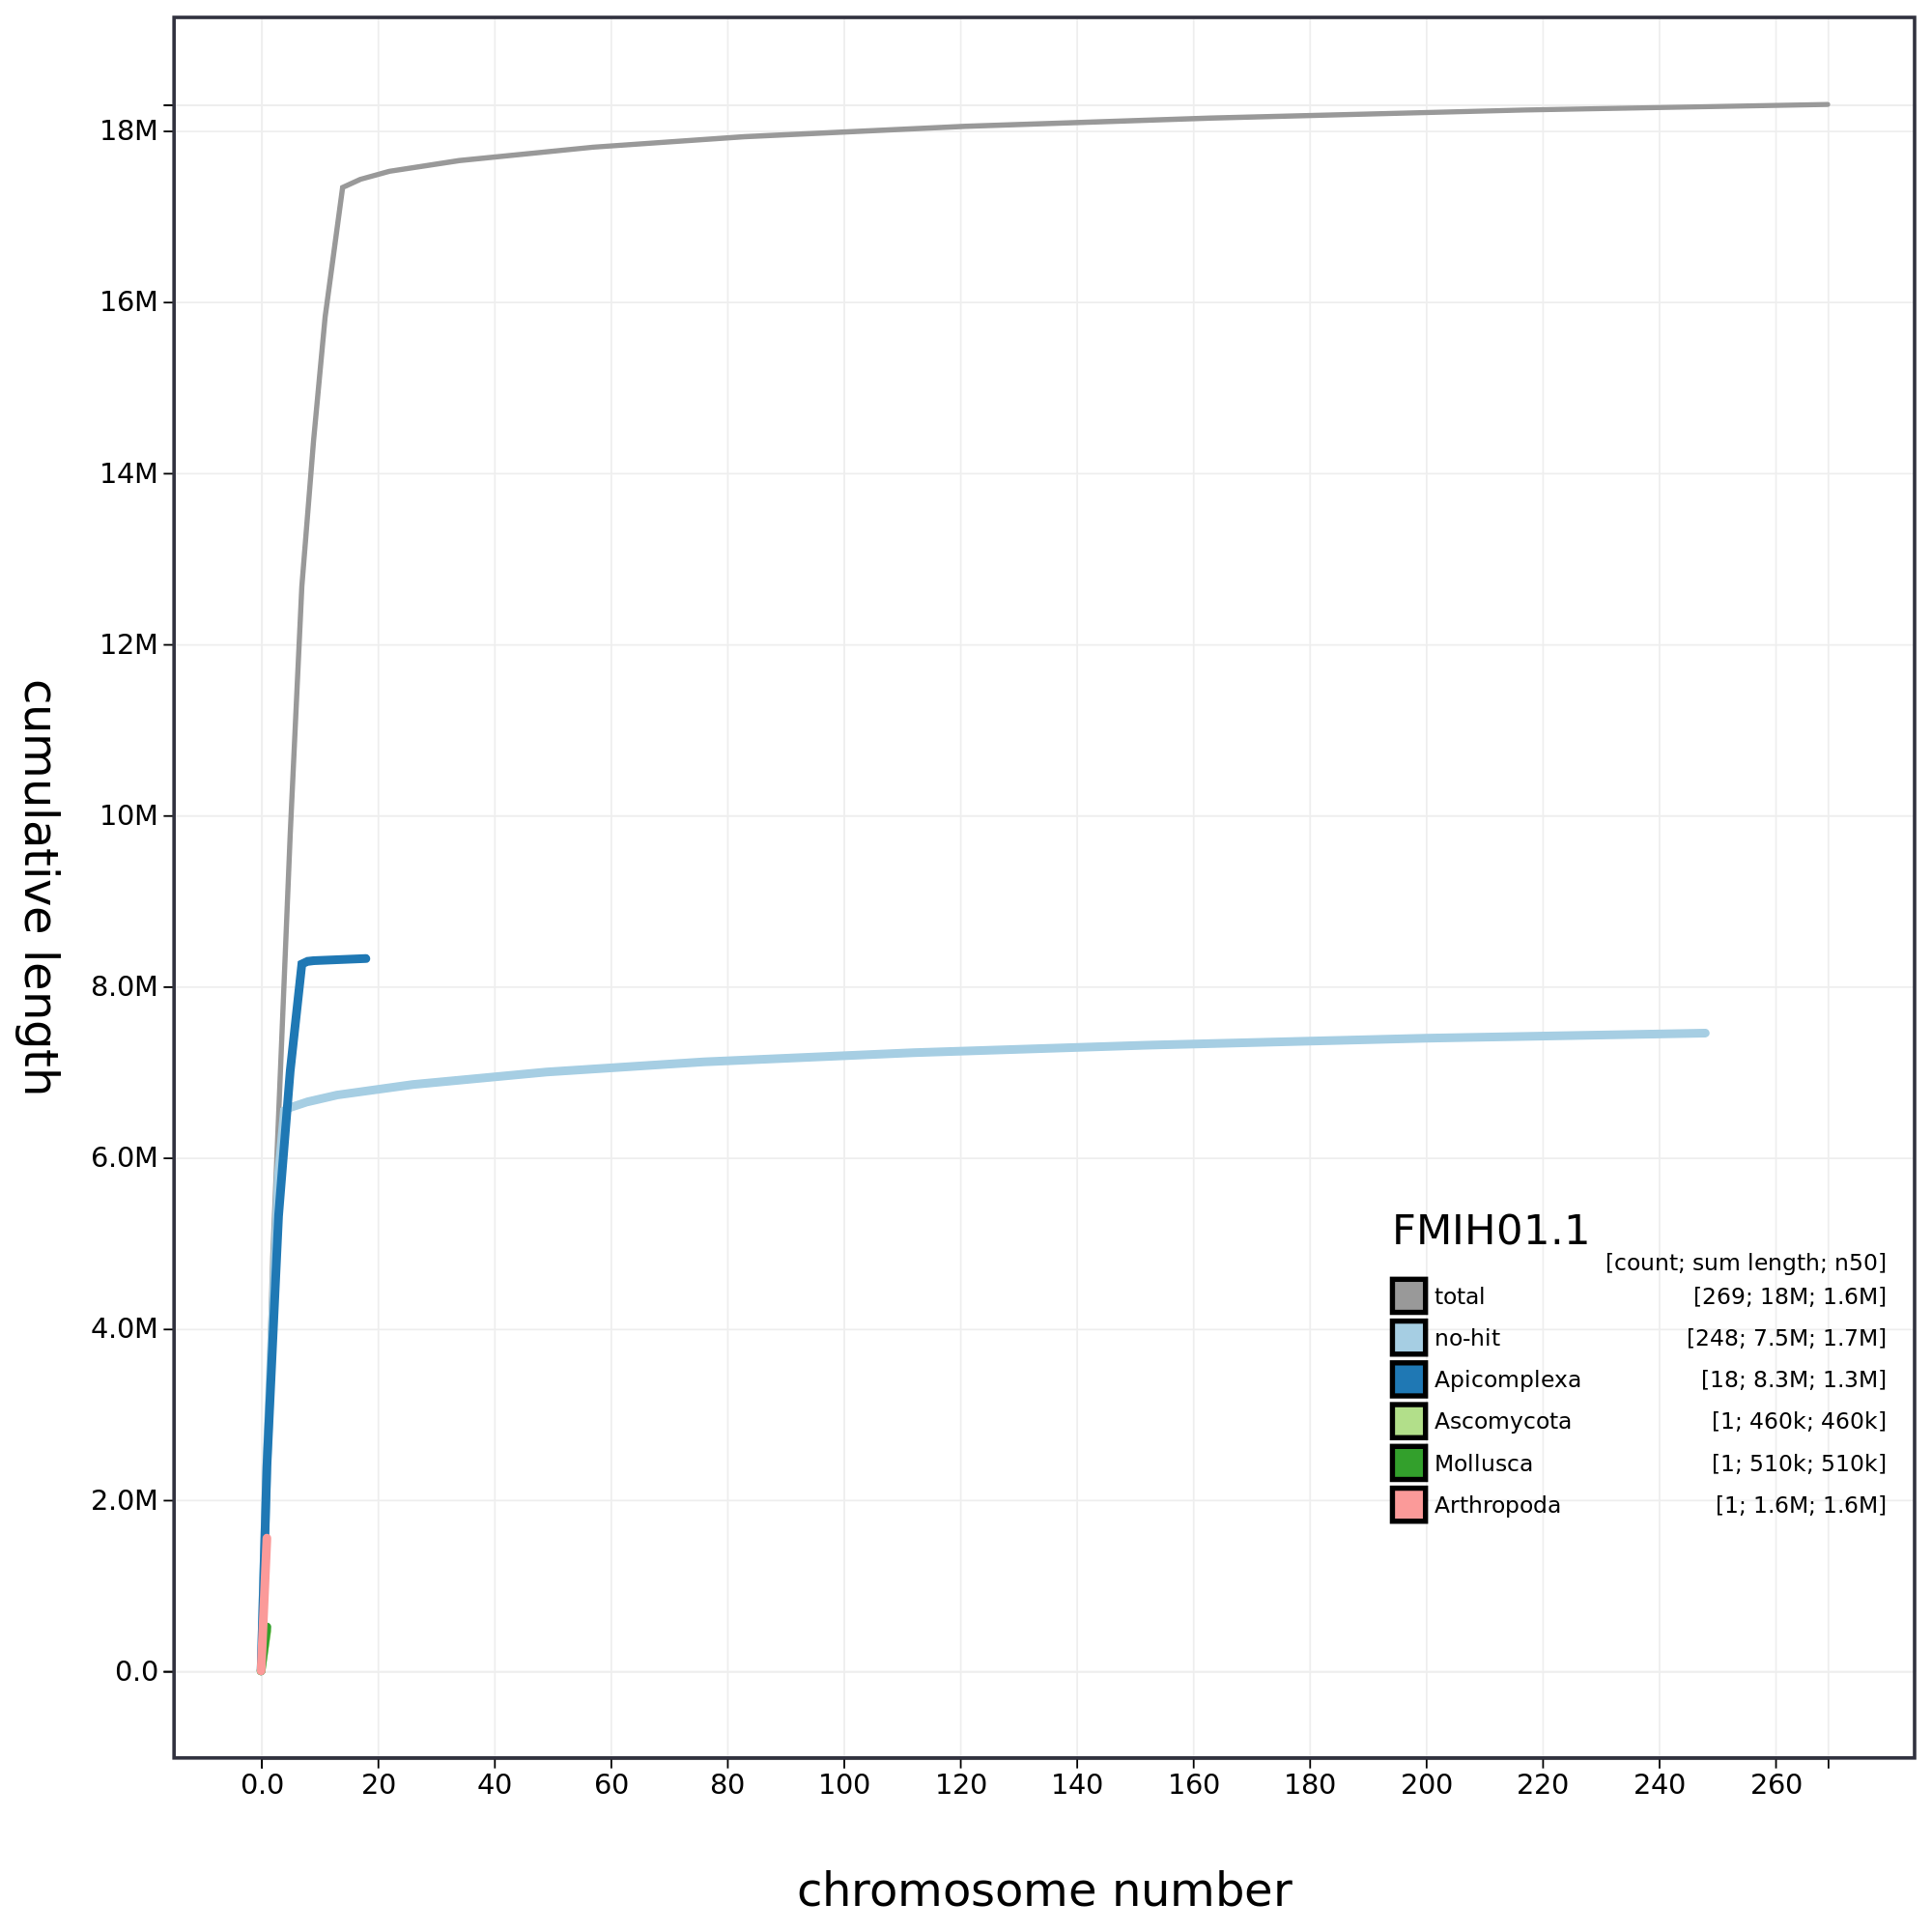 18M
16M
14M
12M
10M
8.0M
6.0M
4.0M
2.0M
0.0
cumulative length
FMIH01.1
[count; sum length; n50]
total [269; 18M; 1.6M]
no-hit [248; 7.5M; 1.7M]
Apicomplexa [18; 8.3M; 1.3M]
Ascomycota [1; 460k; 460k]
Mollusca [1; 510k; 510k]
Arthropoda [1; 1.6M; 1.6M]
0.0 20 40 60 80 100 120 140 160 180 200 220 240 260
chromosome number